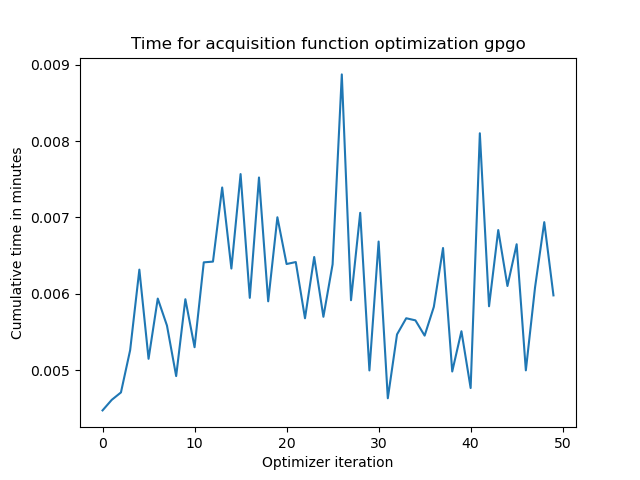 Time for acquisition function optimization gpgo
Cumulative time in minutes
0.009
0.008
0.007
0.006
0.005
0 10 20 30 40 50
Optimizer iteration